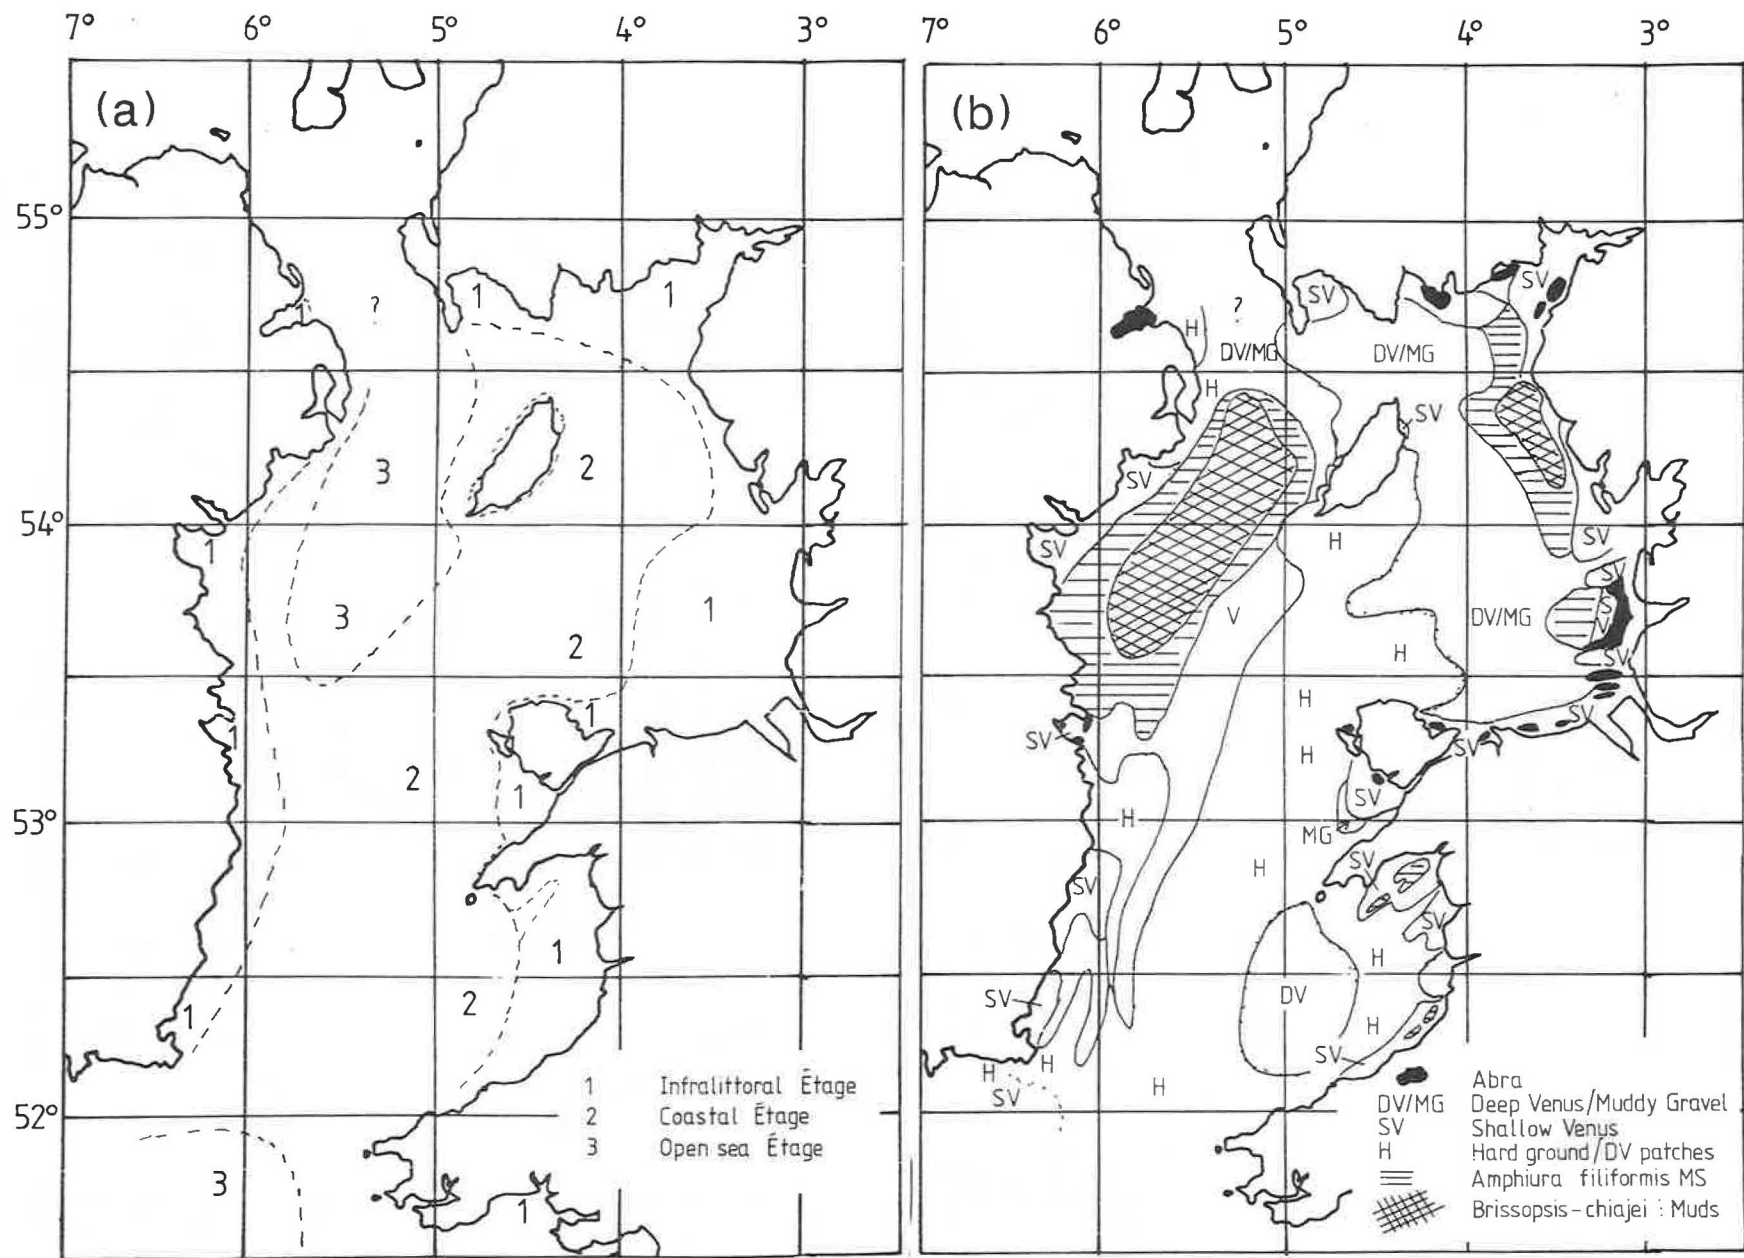 7° 6° 5° 4° 3°
(a)
55°
54°
53°
52°
1
?
1
1
3
2
1
3
1
2
1
2
1
1
2
1
1
3
1
1 Infralittoral Étage
2 Coastal Étage
3 Open sea Étage
7° 6° 5° 4° 3°
(b)
SV
SV
?
H
DV/MG
DV/MG
H
SV
SV
SV
H
SV
SV
V
DV/MG
S
V
H
SV
H
SV
SV
H
SV
SV
H
MG
H
SV
SV
SV
H
SV
DV
H
SV
H
H
SV
H
Abra
DV/MG Deep Venus/Muddy Gravel
SV Shallow Venus
H Hard ground/DV patches
Amphiura filiformis MS
Brissopsis-chiajei : Muds